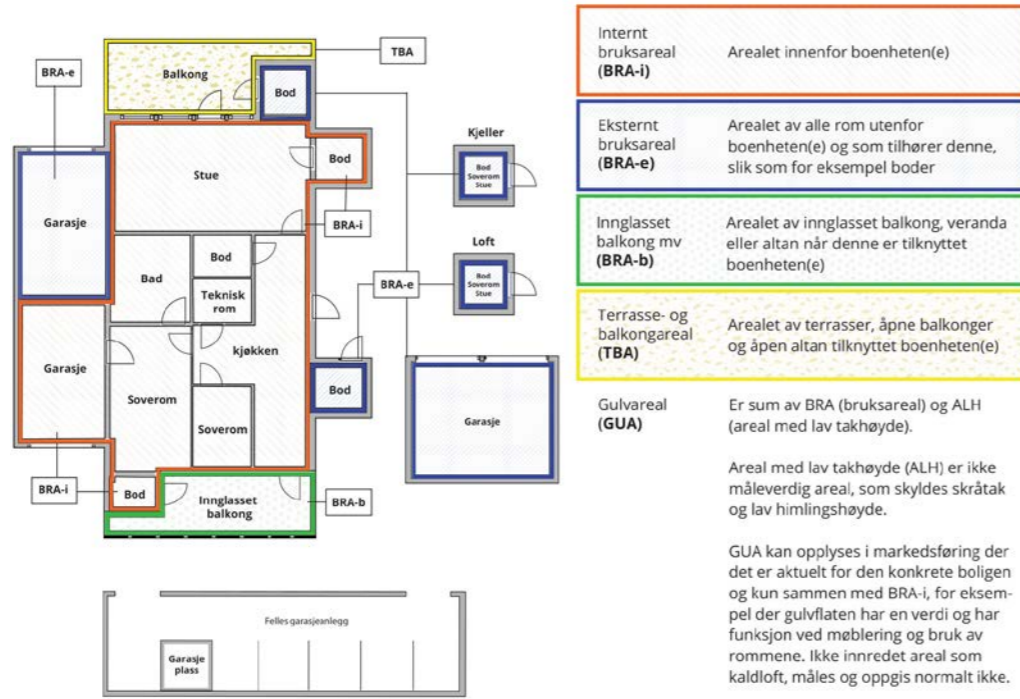 TBA
BRA-e
Balkong
Bod
Kjeller
Bod
Soverom
Stue
Stue
Bod
Garasje
BRA-i
Loft
Bod
Bad
Teknisk
rom
BRA-e
Bod
Soverom
Stue
kjøkken
Garasje
Soverom
Bod
Garasje
Soverom
BRA-i
Bod
Innglasset
balkong
BRA-b
Felles garasjeanlegg
Garasje
plass
Internt
bruksareal
(BRA-i)
Arealet innenfor boenheten(e)
Eksternt
bruksareal
(BRA-e)
Arealet av alle rom utenfor
boenheten(e) og som tilhører denne,
slik som for eksempel boder
Innglasset
balkong mv
(BRA-b)
Arealet av innglasset balkong, veranda
eller altan når denne er tilknyttet
boenheten(e)
Terrasse- og
balkongareal
(TBA)
Arealet av terrasser, åpne balkonger
og åpen altan tilknyttet boenheten(e)
Gulvareal
(GUA)
Er sum av BRA (bruksareal) og ALH
(areal med lav takhøyde).
Areal med lav takhøyde (ALH) er ikke
måleverdig areal, som skyldes skråtak
og lav himlingshøyde.
GUA kan opplyses i markedsføring der
det er aktuelt for den konkrete boligen
og kun sammen med BRA-i, for eksem-
pel der gulvflaten har en verdi og har
funksjon ved møblering og bruk av
rommene. Ikke innredet areal som
kaldloft, måles og oppgis normalt ikke.